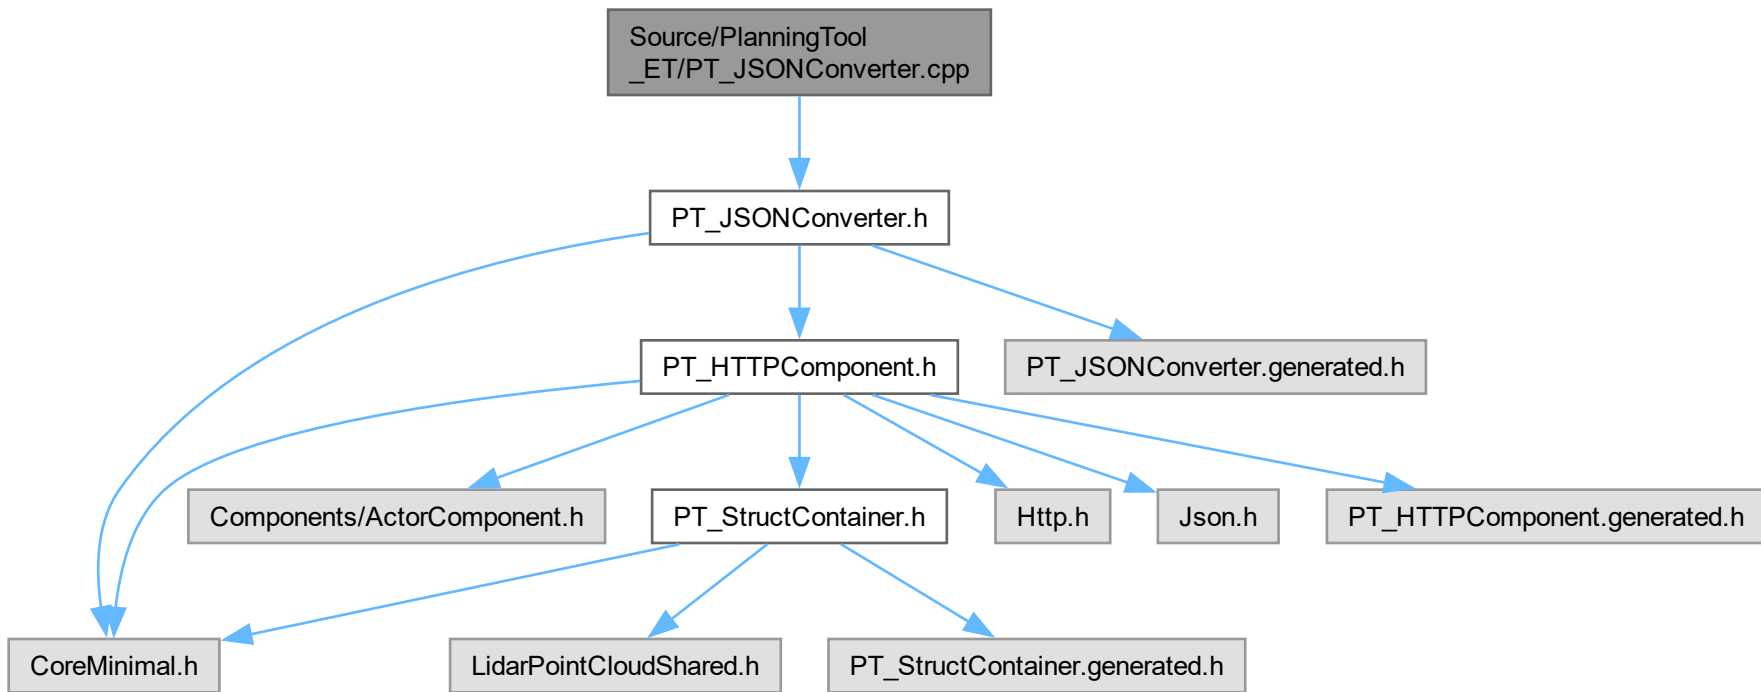 Source/PlanningTool
_ET/PT_JSONConverter.cpp
PT_JSONConverter.h
PT_HTTPComponent.h
PT_JSONConverter.generated.h
Components/ActorComponent.h
PT_StructContainer.h
Http.h
Json.h
PT_HTTPComponent.generated.h
CoreMinimal.h
LidarPointCloudShared.h
PT_StructContainer.generated.h